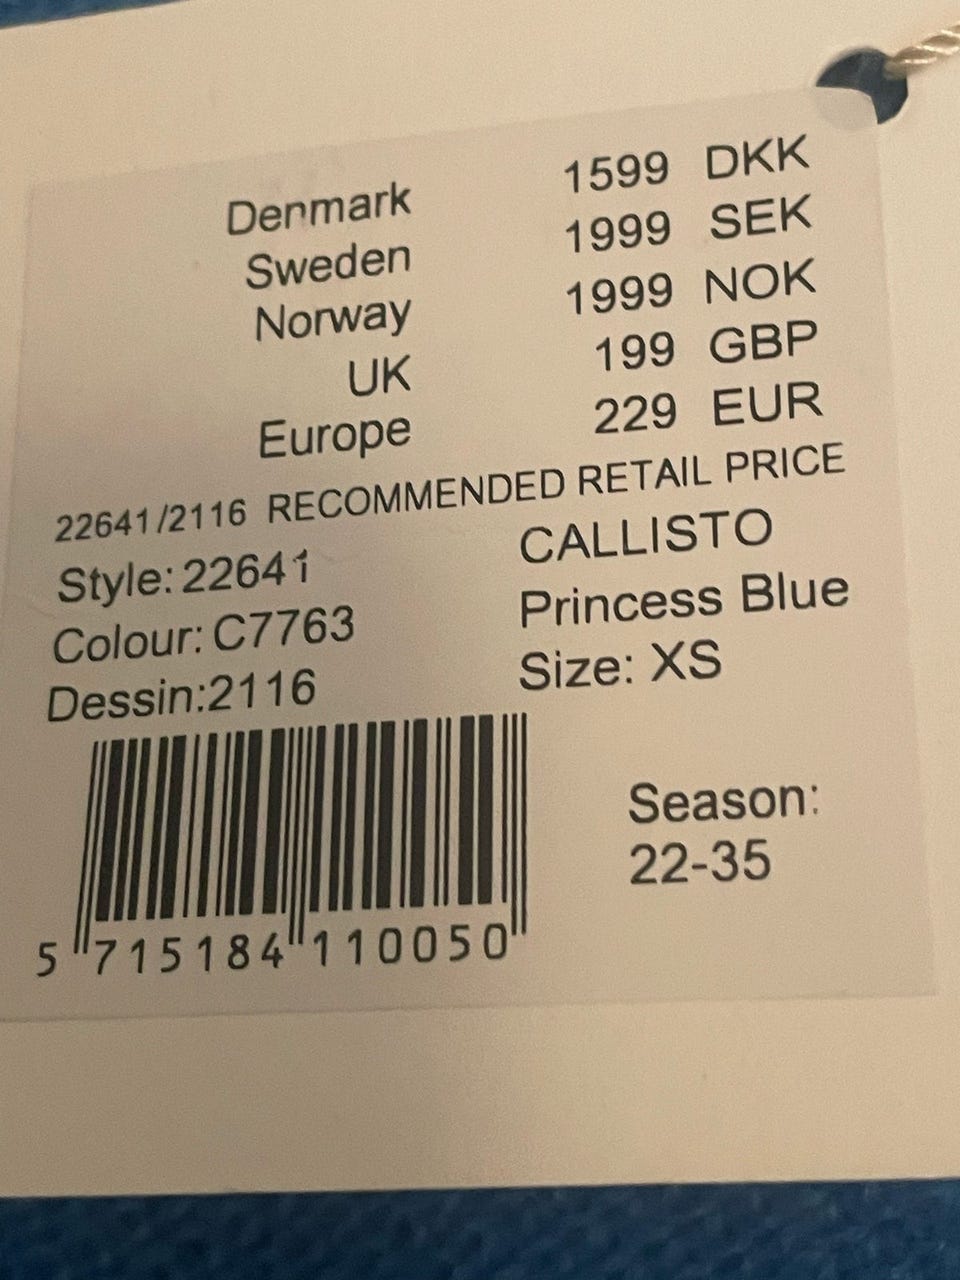 Denmark 1599 DKK
Sweden 1999 SEK
Norway 1999 NOK
UK 199 GBP
Europe 229 EUR
22641/2116 RECOMMENDED RETAIL PRICE
Style:22641 CALLISTO
Colour: C7763 Princess Blue
Dessin:2116 Size: XS
Season:
22-35
5 715184 110050